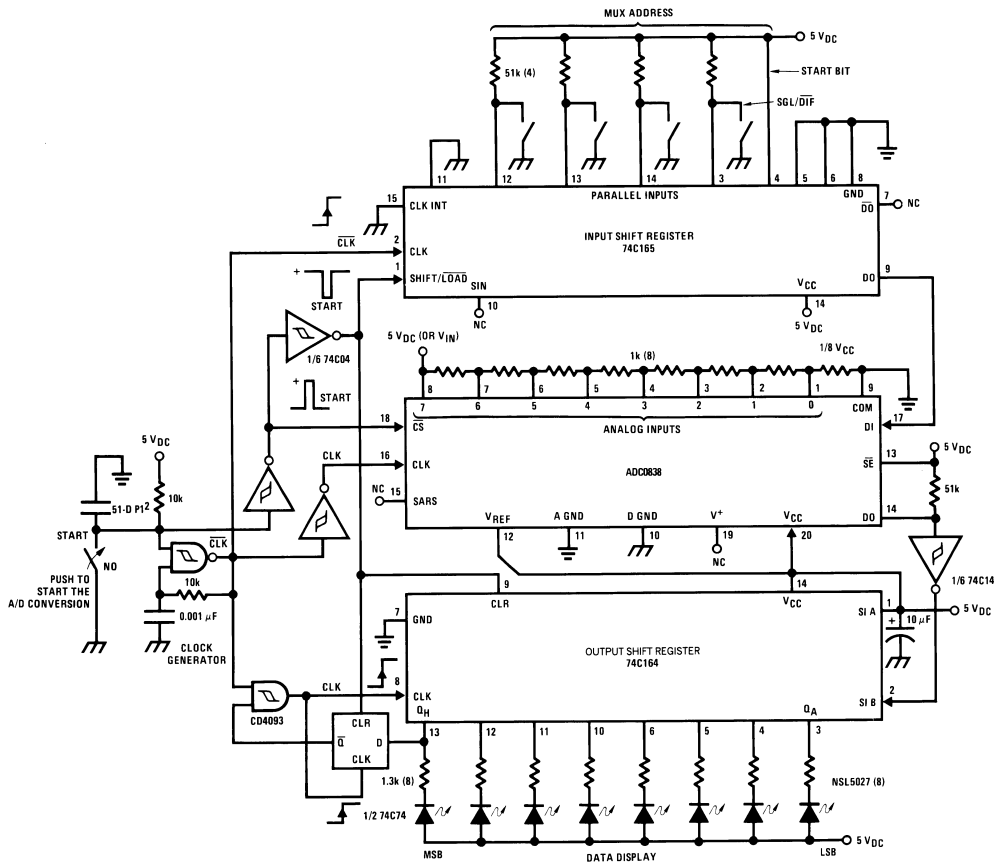 MUX ADDRESS
5 VDC
51k (4)
START BIT
SGL/DIF
11
12
13
14
3
4
5
6
8
PARALLEL INPUTS
GND
7
DO
NC
15
CLK INT
INPUT SHIFT REGISTER
74C165
CLK
2
CLK
1
SHIFT/LOAD
9
DO
+
START
SIN
10
NC
VCC
14
5 VDC
1/6 74C04
5 VDC (OR VIN)
1k (8)
1/8 VCC
START
8
7
6
5
4
3
2
1
9
7
6
5
4
3
2
1
0
COM
ANALOG INPUTS
18
CS
17
DI
5 VDC
CLK
16
CLK
ADC0838
13
SE
5 VDC
10k
51-D P1²
NC
15
SARS
51k
14
DO
VREF
12
A GND
11
D GND
10
V+
19
NC
VCC
20
START
NO
CLK
PUSH TO
START THE
A/D CONVERSION
10k
0.001 µF
CLOCK
GENERATOR
1/6 74C14
9
CLR
14
VCC
7
GND
SI A
1
5 VDC
+
10 µF
OUTPUT SHIFT REGISTER
74C164
CLK
8
CLK
2
SI B
CD4093
QH
QA
CLR
Q
D
CLK
13
12
11
10
6
5
4
3
1.3k (8)
NSL5027 (8)
1/2 74C74
MSB
DATA DISPLAY
LSB
5 VDC